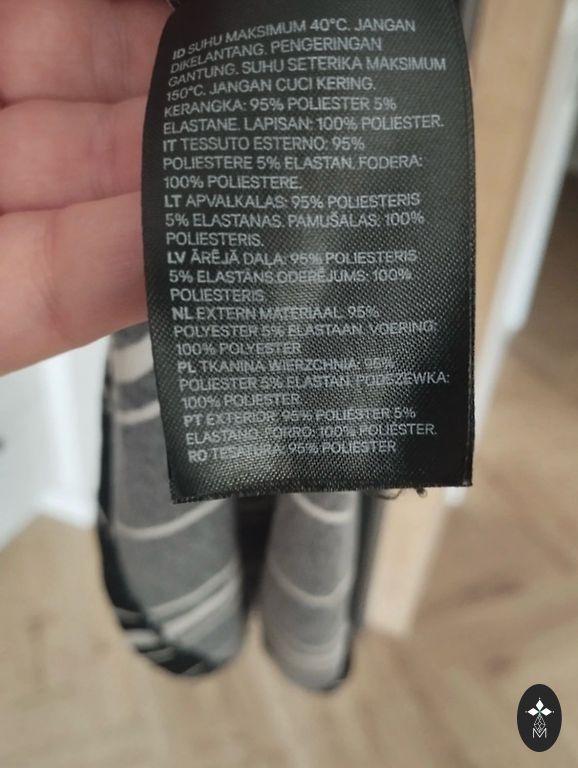 ID SUHU MAKSIMUM 40°C. JANGAN
DIKELANTANG. PENGERINGAN
GANTUNG. SUHU SETERIKA MAKSIMUM
150°C. JANGAN CUCI KERING.
KERANGKA: 95% POLIESTER 5%
ELASTANE. LAPISAN: 100% POLIESTER.
IT TESSUTO ESTERNO: 95%
POLIESTERE 5% ELASTAN. FODERA:
100% POLIESTERE.
LT APVALKALAS: 95% POLIESTERIS
5% ELASTANAS. PAMUŠALAS: 100%
POLIESTERIS.
LV ĀRĒJĀ DAĻA: 95% POLIESTERIS
5% ELASTĀNS.ODERĒJUMS: 100%
POLIESTERIS
NL EXTERN MATERIAAL. 95%
POLYESTER 5% ELASTAAN. VOERING:
100% POLYESTER
PL TKANINA WIERZCHNIA: 95%
POLIESTER 5% ELASTAN. PODSZEWKA:
100% POLIESTER
PT EXTERIOR: 95% POLIÉSTER 5%
ELASTANO. FORRO: 100% POLIÉSTER.
RO TESATURA: 95% POLIESTER
M